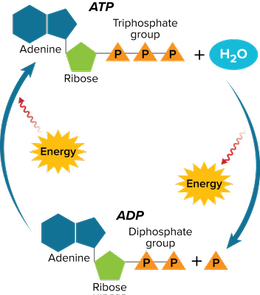 ATP
Triphosphate
group
Adenine
P P P + H₂O
Ribose
Energy
Energy
ADP
Diphosphate
group
Adenine
P P + P
Ribose